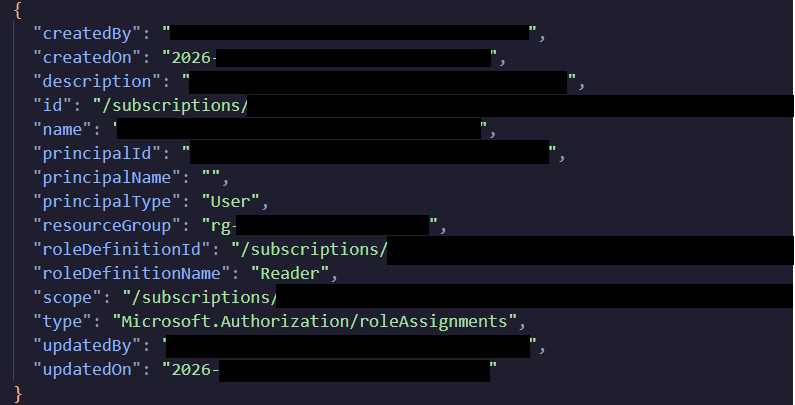 {
"createdBy": "",
"createdOn": "2026-",
"description": "",
"id": "/subscriptions/
"name": "",
"principalId": "",
"principalName": "",
"principalType": "User",
"resourceGroup": "rg-",
"roleDefinitionId": "/subscriptions/
"roleDefinitionName": "Reader",
"scope": "/subscriptions/
"type": "Microsoft.Authorization/roleAssignments",
"updatedBy": "",
"updatedOn": "2026-"
}